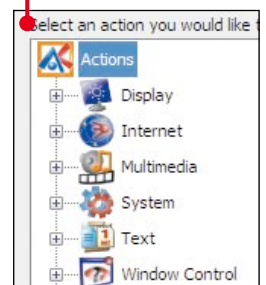 Select an action you would like
Actions
Display
Internet
Multimedia
System
Text
Window Control